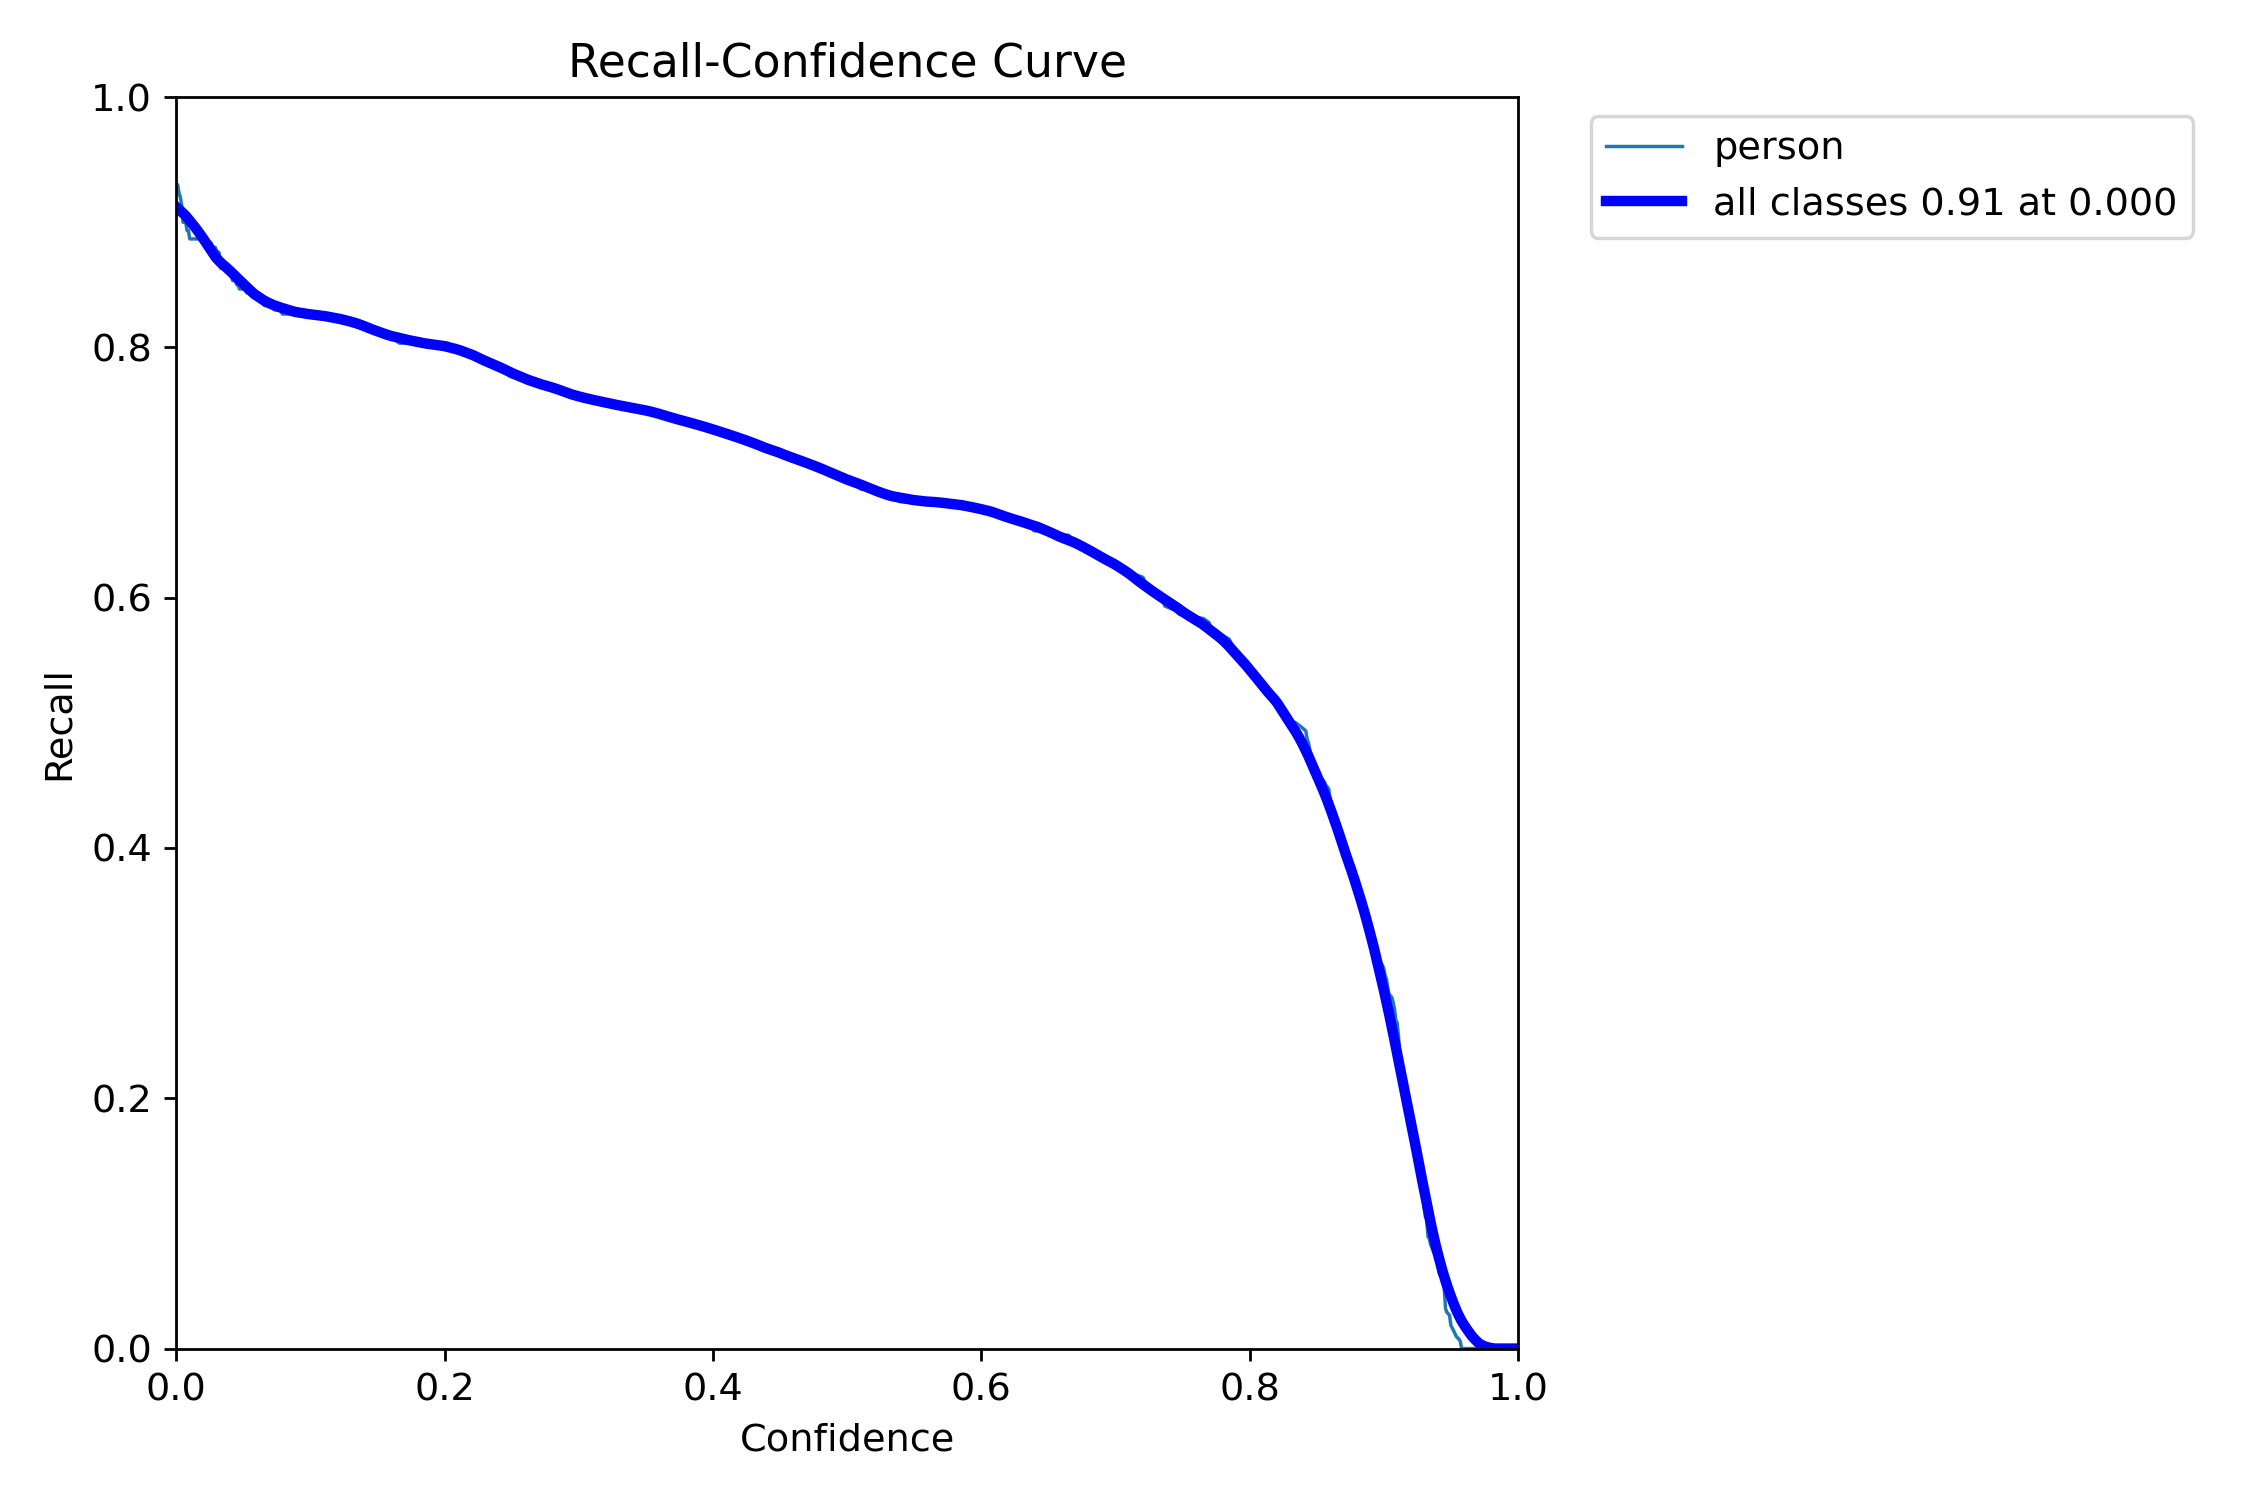 Recall-Confidence Curve
1.0
0.8
0.6
0.4
0.2
0.0
Recall
0.0 0.2 0.4 0.6 0.8 1.0
Confidence
person
all classes 0.91 at 0.000